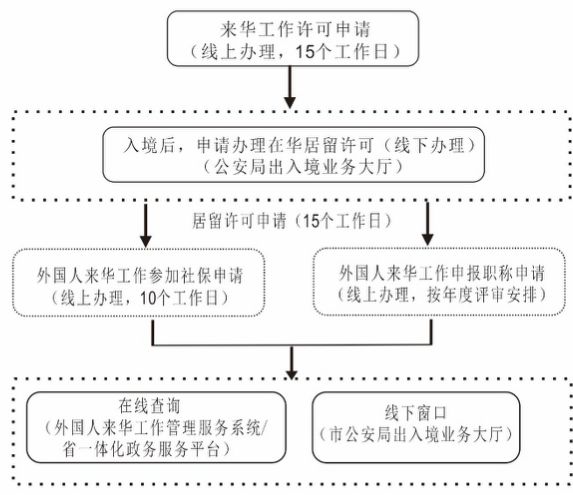 来华工作许可申请
（线上办理，15个工作日）
入境后，申请办理在华居留许可（线下办理）
（公安局出入境业务大厅）
居留许可申请（15个工作日）
外国人来华工作参加社保申请
（线上办理，10个工作日）
外国人来华工作申报职称申请
（线上办理，按年度评审安排）
在线查询
（外国人来华工作管理服务系统/
省一体化政务服务平台）
线下窗口
（市公安局出入境业务大厅）